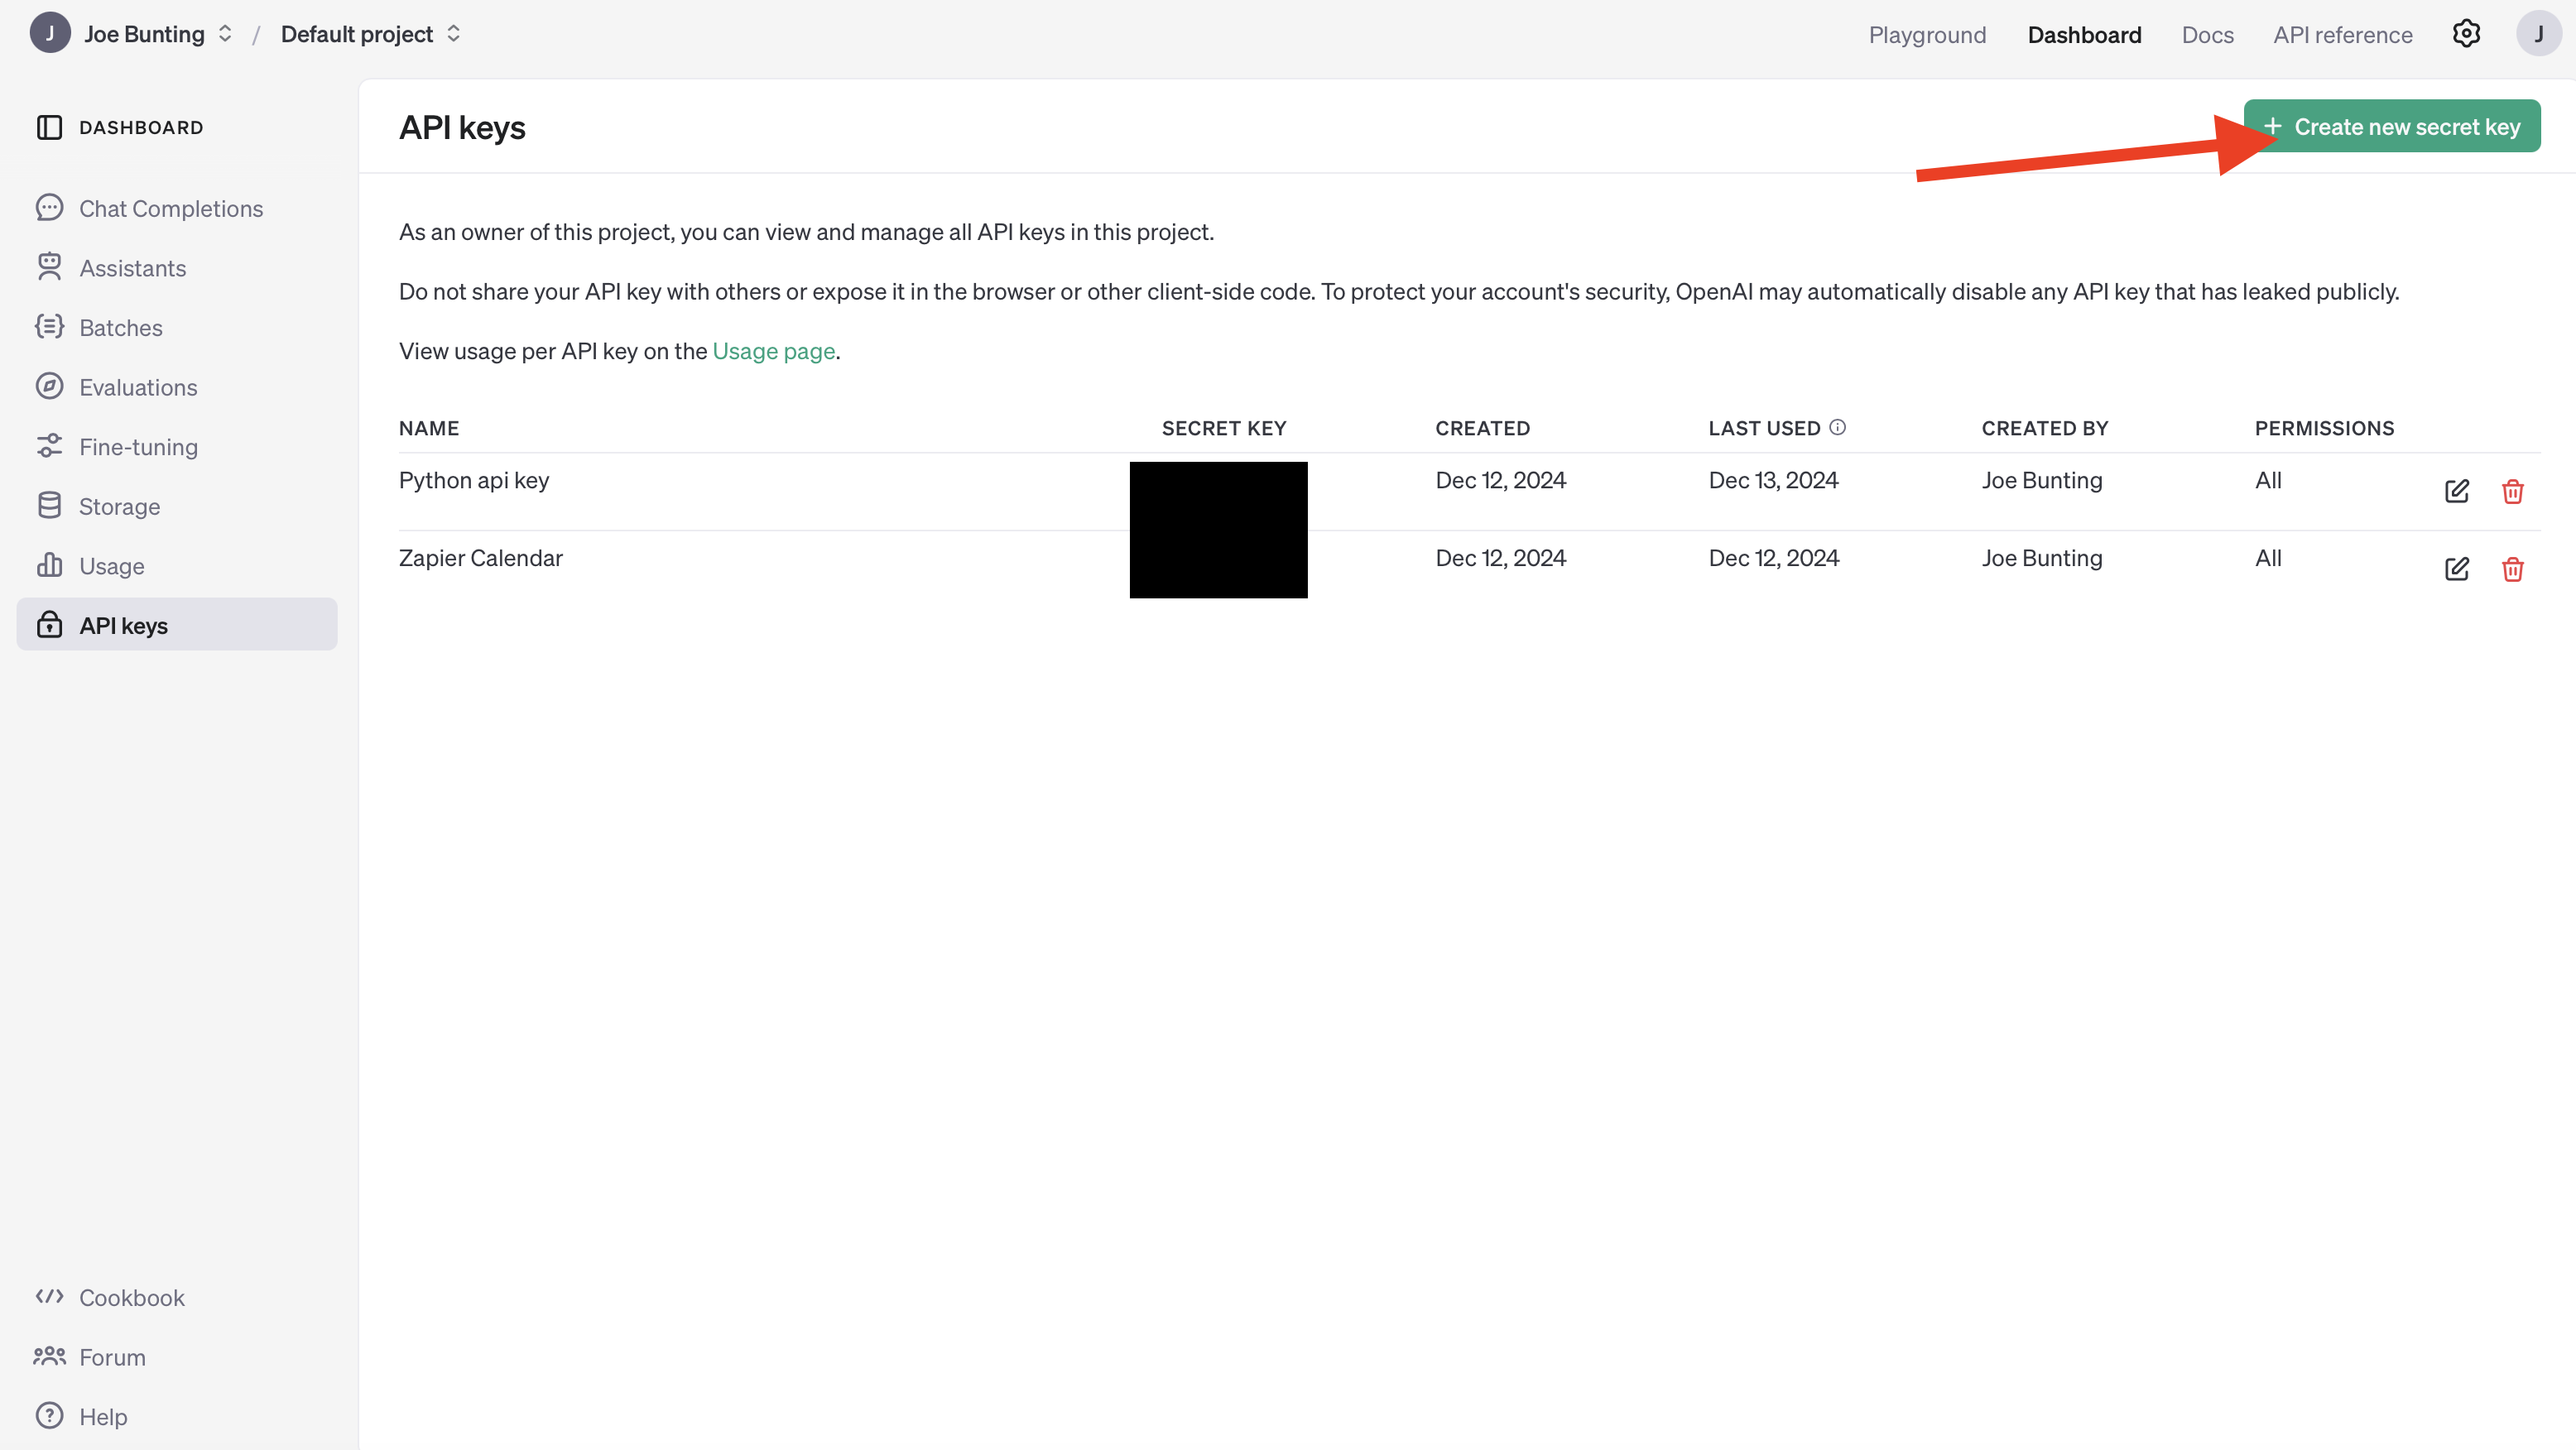 J Joe Bunting / Default project Playground Dashboard Docs API reference J
DASHBOARD
Chat Completions
Assistants
Batches
Evaluations
Fine-tuning
Storage
Usage
API keys
Cookbook
Forum
Help
API keys
+ Create new secret key
As an owner of this project, you can view and manage all API keys in this project.
Do not share your API key with others or expose it in the browser or other client-side code. To protect your account's security, OpenAI may automatically disable any API key that has leaked publicly.
View usage per API key on the Usage page.
NAME SECRET KEY CREATED LAST USED CREATED BY PERMISSIONS
Python api key Dec 12, 2024 Dec 13, 2024 Joe Bunting All
Zapier Calendar Dec 12, 2024 Dec 12, 2024 Joe Bunting All